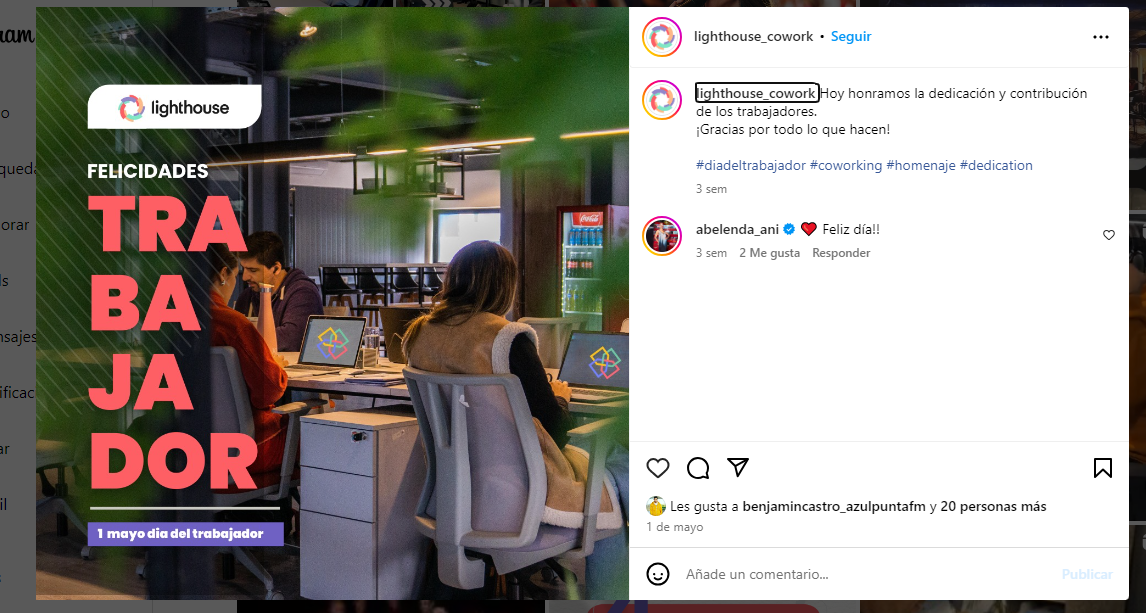 lighthouse
FELICIDADES
TRA
BA
JA
DOR
1 mayo dia del trabajador
Coca-Cola
lighthouse_cowork • Seguir
lighthouse_cowork Hoy honramos la dedicación y contribución
de los trabajadores.
¡Gracias por todo lo que hacen!
#diadeltrabajador #coworking #homenaje #dedication
3 sem
abelenda_ani ❤️ Feliz día!!
3 sem 2 Me gusta Responder
Les gusta a benjamincastro_azulpuntafm y 20 personas más
1 de mayo
Añade un comentario...
Publicar